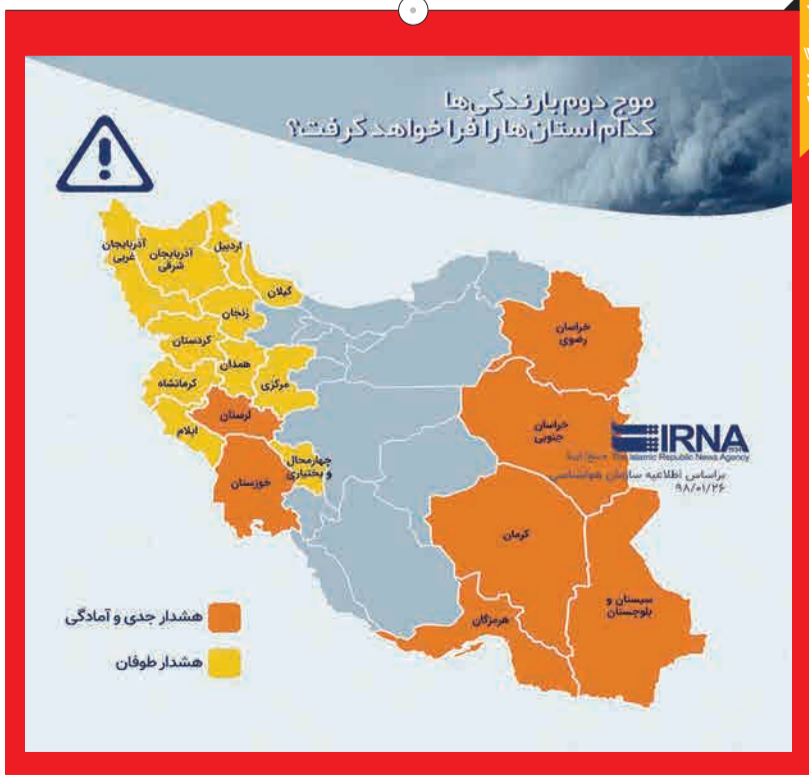 موج دوم بارندگی‌ها
کدام استان‌ها را فرا خواهد گرفت؟
آذربایجان
غربی
آذربایجان
شرقی
اردبیل
گیلان
زنجان
کردستان
همدان
کرمانشاه
مرکزی
لرستان
ایلام
چهارمحال
و بختیاری
خوزستان
خراسان
رضوی
خراسان
جنوبی
IRNA
The Islamic Republic News Agency
منبع: ایرنا
براساس اطلاعیه سازمان هواشناسی
۹۸/۰۱/۲۶
کرمان
سیستان و
بلوچستان
هرمزگان
هشدار جدی و آمادگی
هشدار طوفان